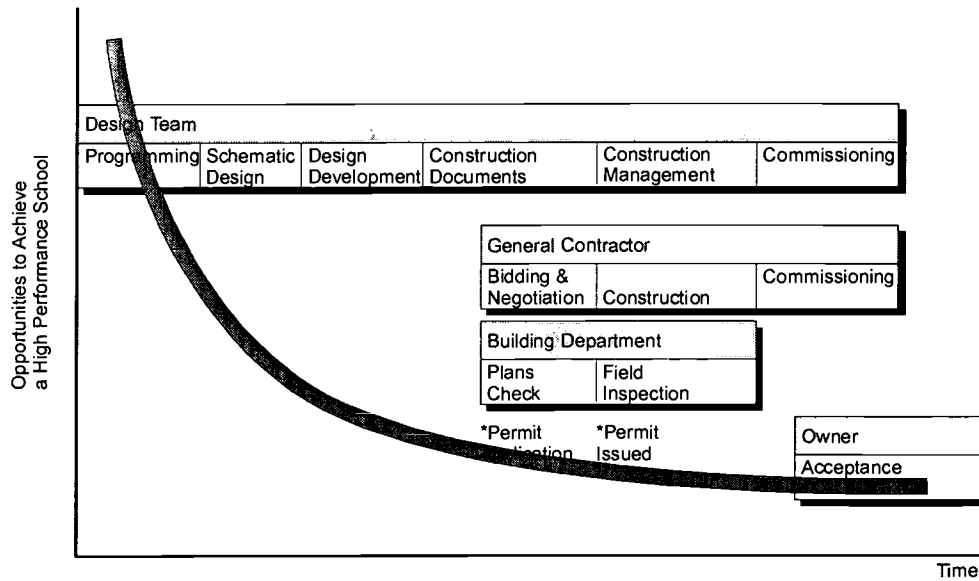 Opportunities to Achieve
a High Performance School
Design Team
Programming
Schematic
Design
Design
Development
Construction
Documents
Construction
Management
Commissioning
General Contractor
Bidding &
Negotiation
Construction
Commissioning
Building Department
Plans
Check
Field
Inspection
*Permit
*Permit
Issued
Owner
Acceptance
Time